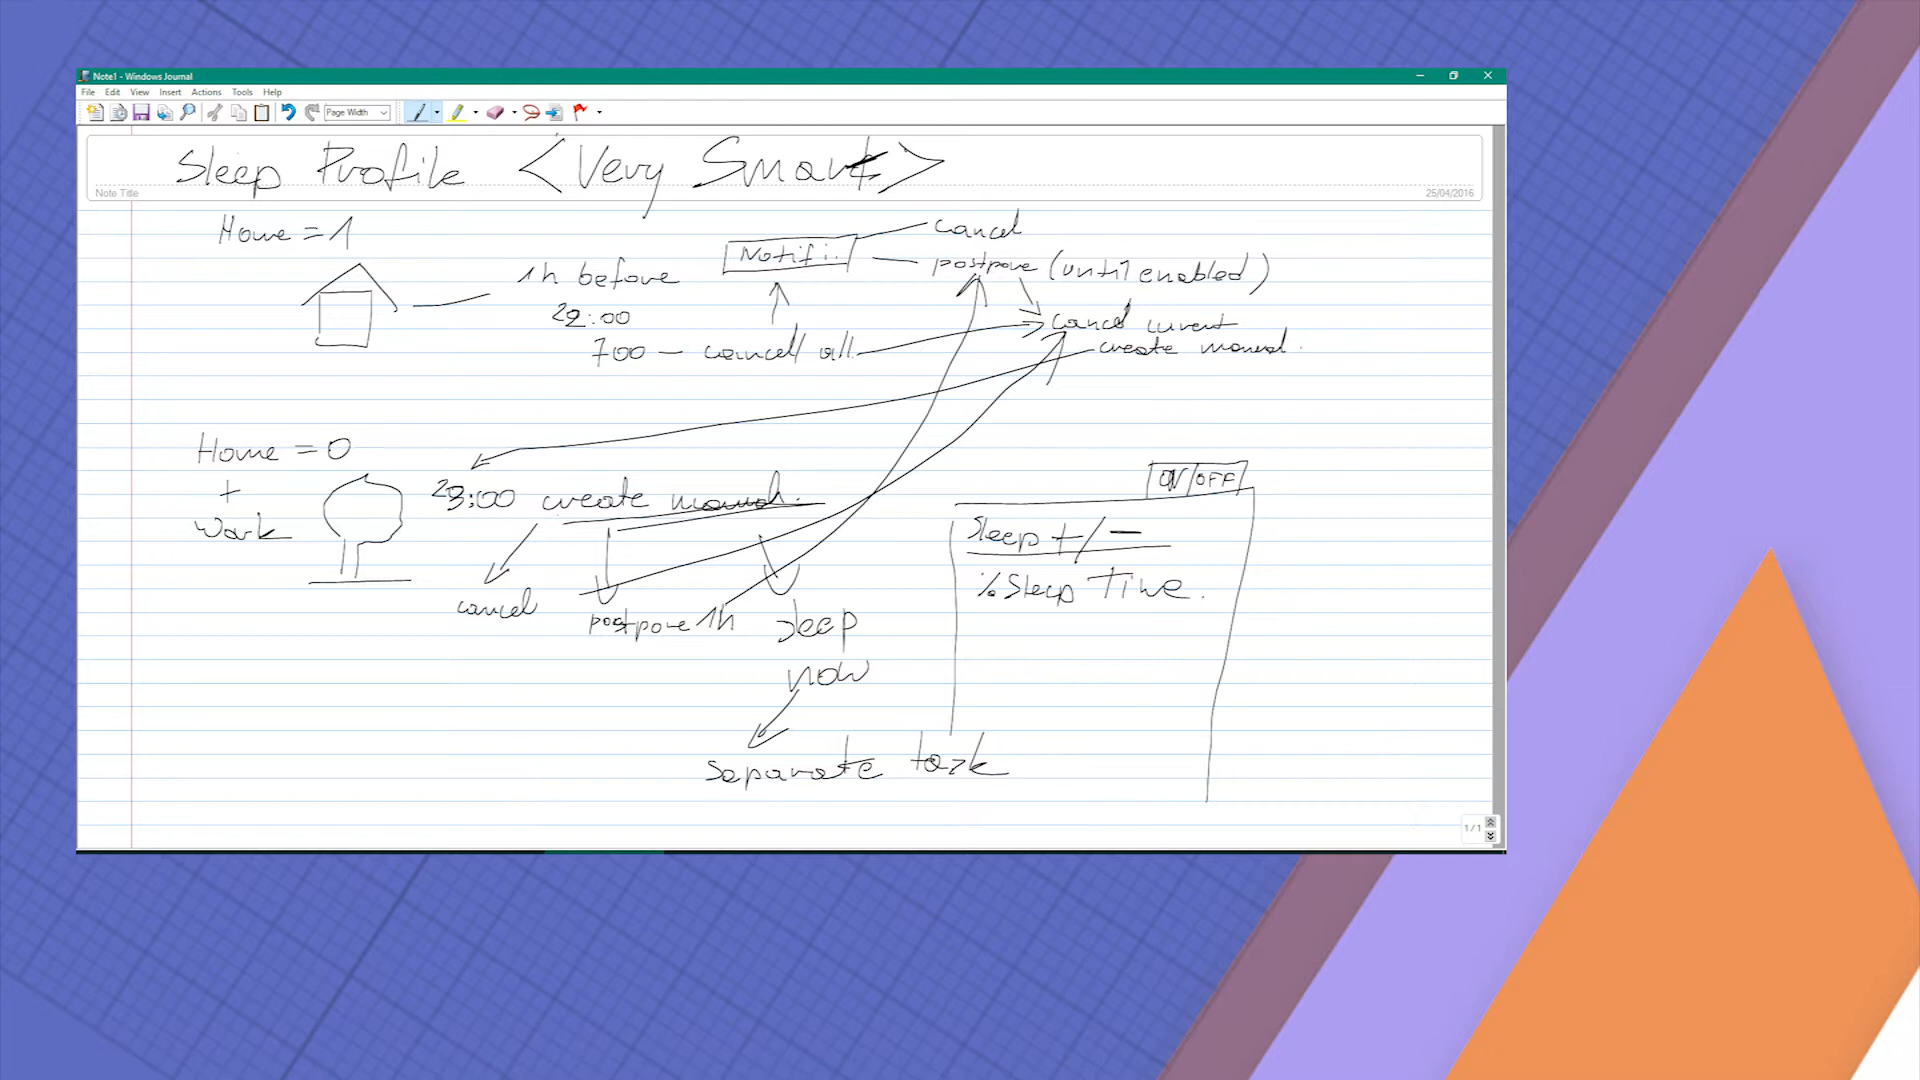 Note1 - Windows Journal
File Edit View Insert Actions Tools Help
Page Width
Sleep Profile <Very Smart>
Note Title
25/04/2016
Home = 1
cancel
Notifi..
postpone (until enabled)
1h before
22:00
cancel current
700 - cancel all
create manual.
Home = 0
+
Work
23:00 create manual.
ON/OFF
Sleep +/-
% Sleep Time.
cancel
postpone 1h
Sleep
now
separate task
1/1